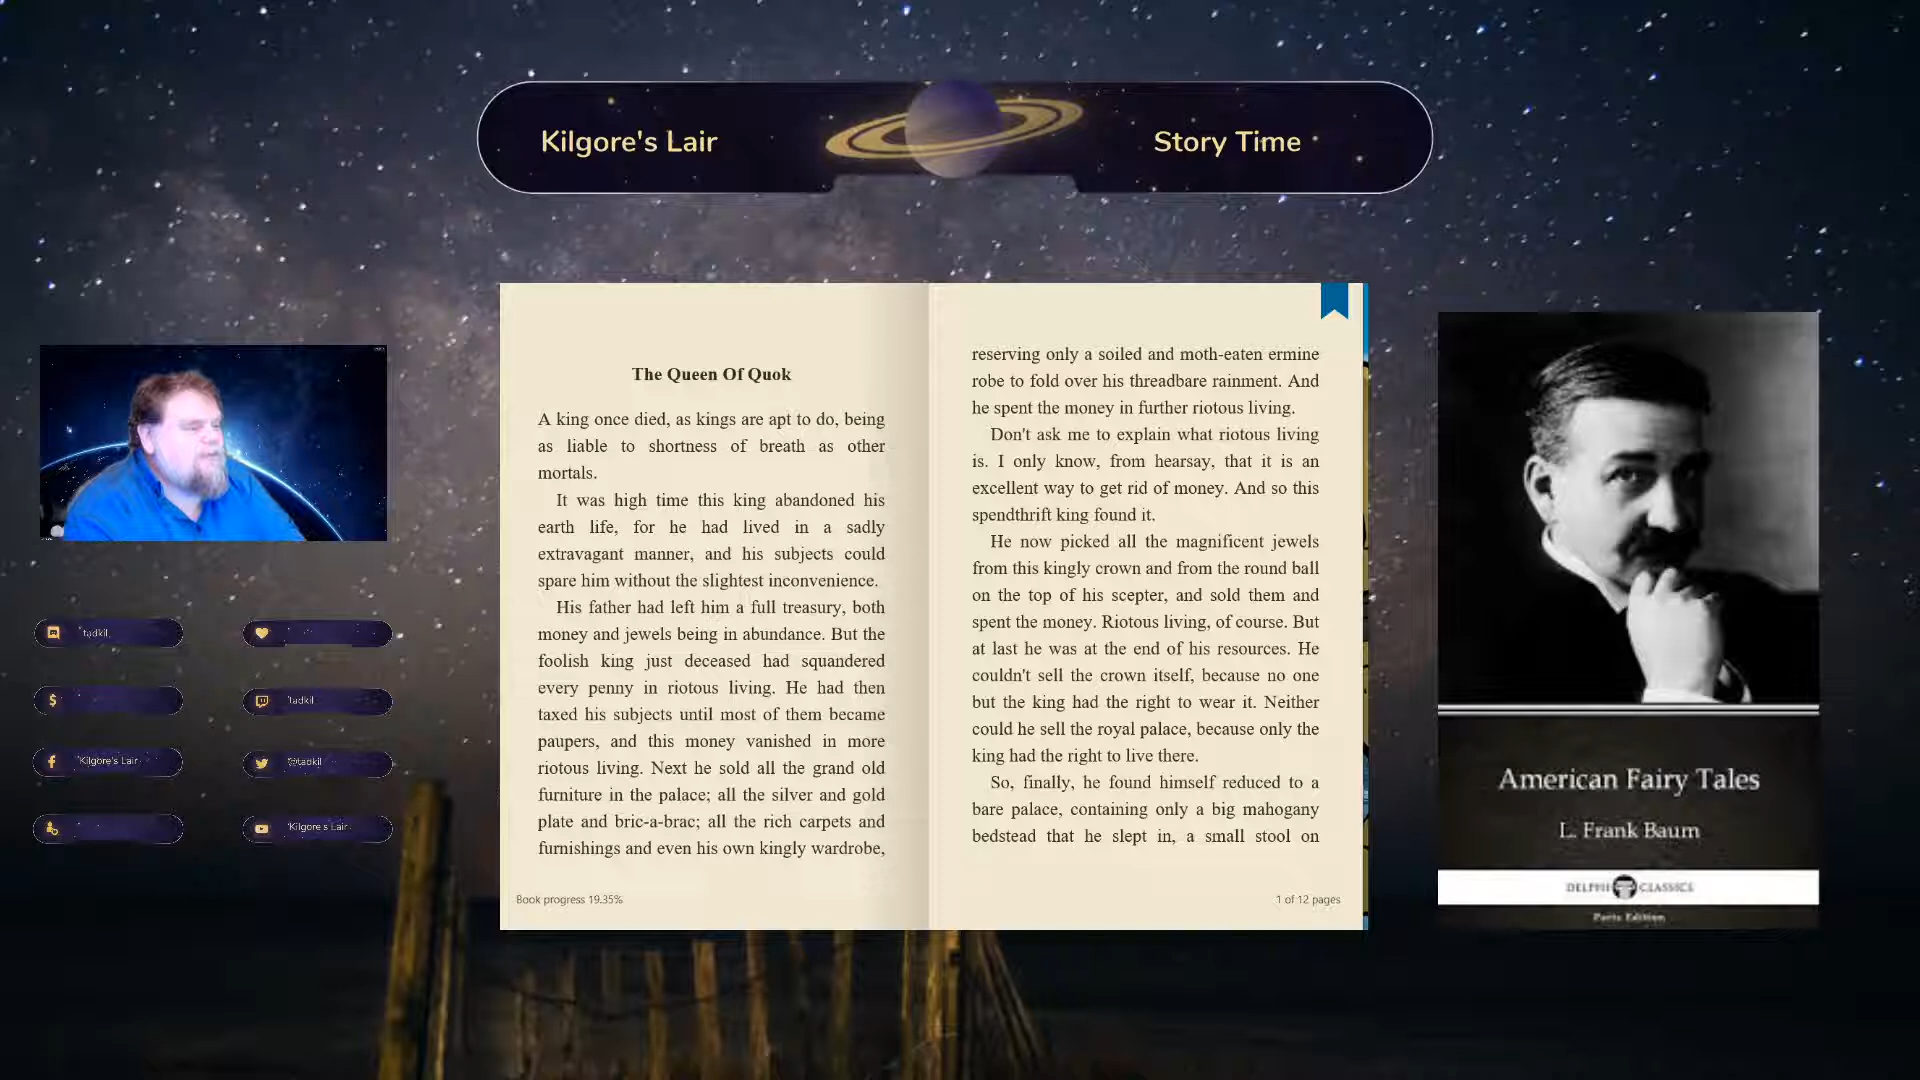 Kilgore's Lair
Story Time
The Queen Of Quok
A king once died, as kings are apt to do, being
as liable to shortness of breath as other
mortals.
It was high time this king abandoned his
earth life, for he had lived in a sadly
extravagant manner, and his subjects could
spare him without the slightest inconvenience.
His father had left him a full treasury, both
money and jewels being in abundance. But the
foolish king just deceased had squandered
every penny in riotous living. He had then
taxed his subjects until most of them became
paupers, and this money vanished in more
riotous living. Next he sold all the grand old
furniture in the palace; all the silver and gold
plate and bric-a-brac; all the rich carpets and
furnishings and even his own kingly wardrobe,
Book progress 19.35%
reserving only a soiled and moth-eaten ermine
robe to fold over his threadbare rainment. And
he spent the money in further riotous living.
Don't ask me to explain what riotous living
is. I only know, from hearsay, that it is an
excellent way to get rid of money. And so this
spendthrift king found it.
He now picked all the magnificent jewels
from this kingly crown and from the round ball
on the top of his scepter, and sold them and
spent the money. Riotous living, of course. But
at last he was at the end of his resources. He
couldn't sell the crown itself, because no one
but the king had the right to wear it. Neither
could he sell the royal palace, because only the
king had the right to live there.
So, finally, he found himself reduced to a
bare palace, containing only a big mahogany
bedstead that he slept in, a small stool on
1 of 12 pages
tadkil
tadkil
Kilgore's Lair
@tadkil
Kilgore's Lair
American Fairy Tales
L. Frank Baum
DELPHI CLASSICS
Parts Edition